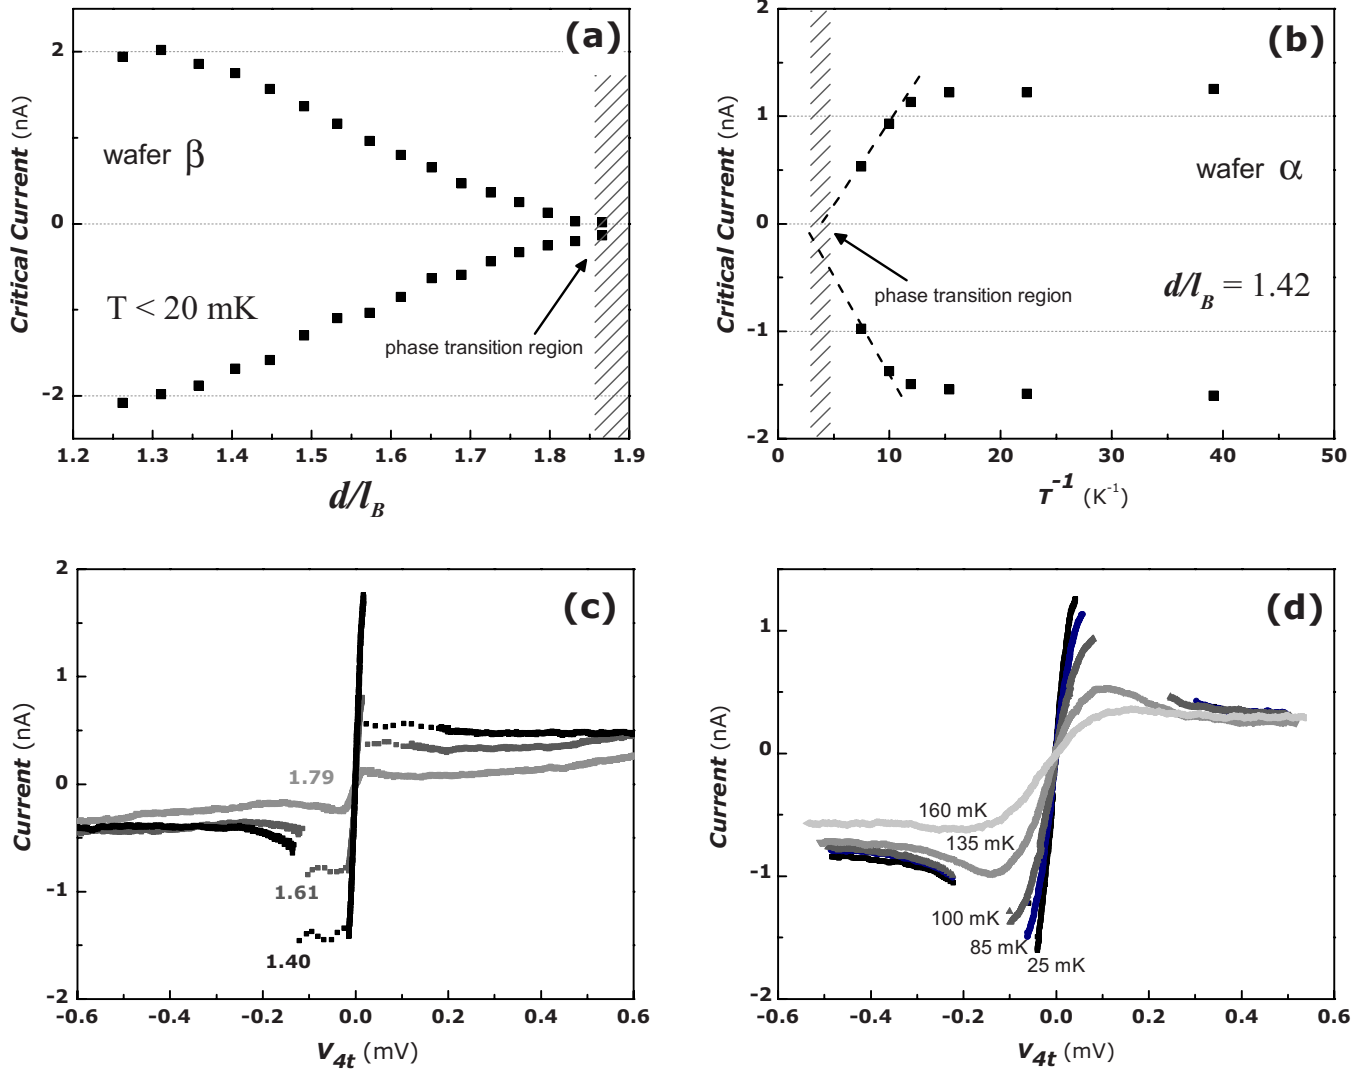 (a)
2
0
-2
Critical Current (nA)
wafer β
T < 20 mK
phase transition region
1.2 1.3 1.4 1.5 1.6 1.7 1.8 1.9
d/l_B
(b)
2
1
0
-1
-2
Critical Current (nA)
wafer α
phase transition region
d/l_B = 1.42
0 10 20 30 40 50
T^-1 (K^-1)
(c)
2
1
0
-1
-2
Current (nA)
1.79
1.61
1.40
-0.6 -0.4 -0.2 0.0 0.2 0.4 0.6
V_4t (mV)
(d)
1
0
-1
-2
Current (nA)
160 mK
135 mK
100 mK
85 mK
25 mK
-0.6 -0.4 -0.2 0.0 0.2 0.4 0.6
V_4t (mV)